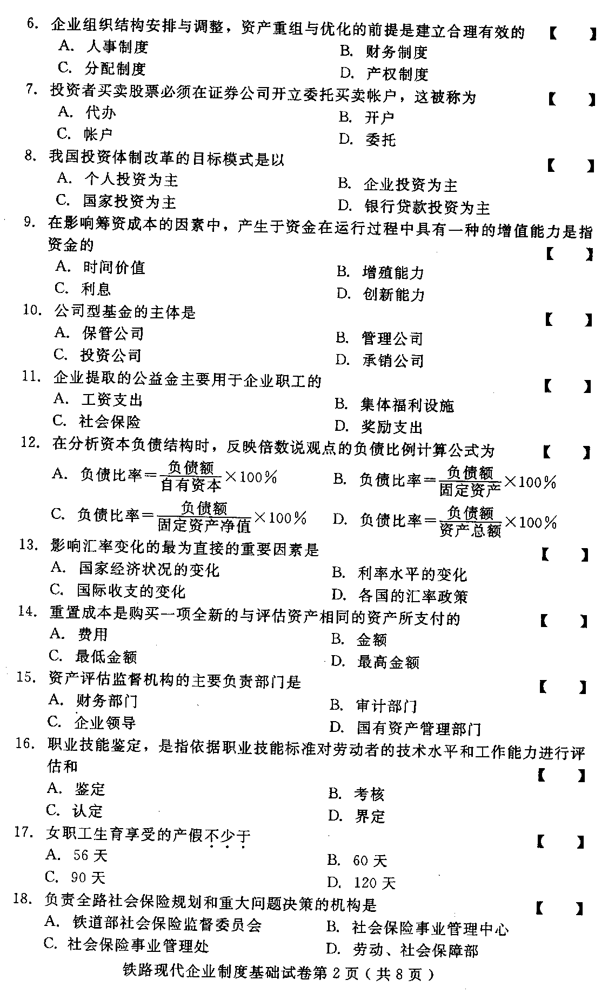 6. 企业组织结构安排与调整，资产重组与优化的前提是建立合理有效的 【 】
A. 人事制度 B. 财务制度
C. 分配制度 D. 产权制度
7. 投资者买卖股票必须在证券公司开立委托买卖帐户，这被称为 【 】
A. 代办 B. 开户
C. 帐户 D. 委托
8. 我国投资体制改革的目标模式是以 【 】
A. 个人投资为主 B. 企业投资为主
C. 国家投资为主 D. 银行贷款投资为主
9. 在影响筹资成本的因素中，产生于资金在运行过程中具有一种的增值能力是指
资金的 【 】
A. 时间价值 B. 增殖能力
C. 利息 D. 创新能力
10. 公司型基金的主体是 【 】
A. 保管公司 B. 管理公司
C. 投资公司 D. 承销公司
11. 企业提取的公益金主要用于企业职工的 【 】
A. 工资支出 B. 集体福利设施
C. 社会保险 D. 奖励支出
12. 在分析资本负债结构时，反映倍数说观点的负债比例计算公式为 【 】
A. 负债比率=负债额/自有资本×100% B. 负债比率=负债额/固定资产×100%
C. 负债比率=负债额/固定资产净值×100% D. 负债比率=负债额/资产总额×100%
13. 影响汇率变化的最为直接的重要因素是 【 】
A. 国家经济状况的变化 B. 利率水平的变化
C. 国际收支的变化 D. 各国的汇率政策
14. 重置成本是购买一项全新的与评估资产相同的资产所支付的 【 】
A. 费用 B. 金额
C. 最低金额 D. 最高金额
15. 资产评估监督机构的主要负责部门是 【 】
A. 财务部门 B. 审计部门
C. 企业领导 D. 国有资产管理部门
16. 职业技能鉴定，是指依据职业技能标准对劳动者的技术水平和工作能力进行评
估和 【 】
A. 鉴定 B. 考核
C. 认定 D. 界定
17. 女职工生育享受的产假不少于 【 】
A. 56天 B. 60天
C. 90天 D. 120天
18. 负责全路社会保险规划和重大问题决策的机构是 【 】
A. 铁道部社会保险监督委员会 B. 社会保险事业管理中心
C. 社会保险事业管理处 D. 劳动、社会保障部
铁路现代企业制度基础试卷第2页（共8页）